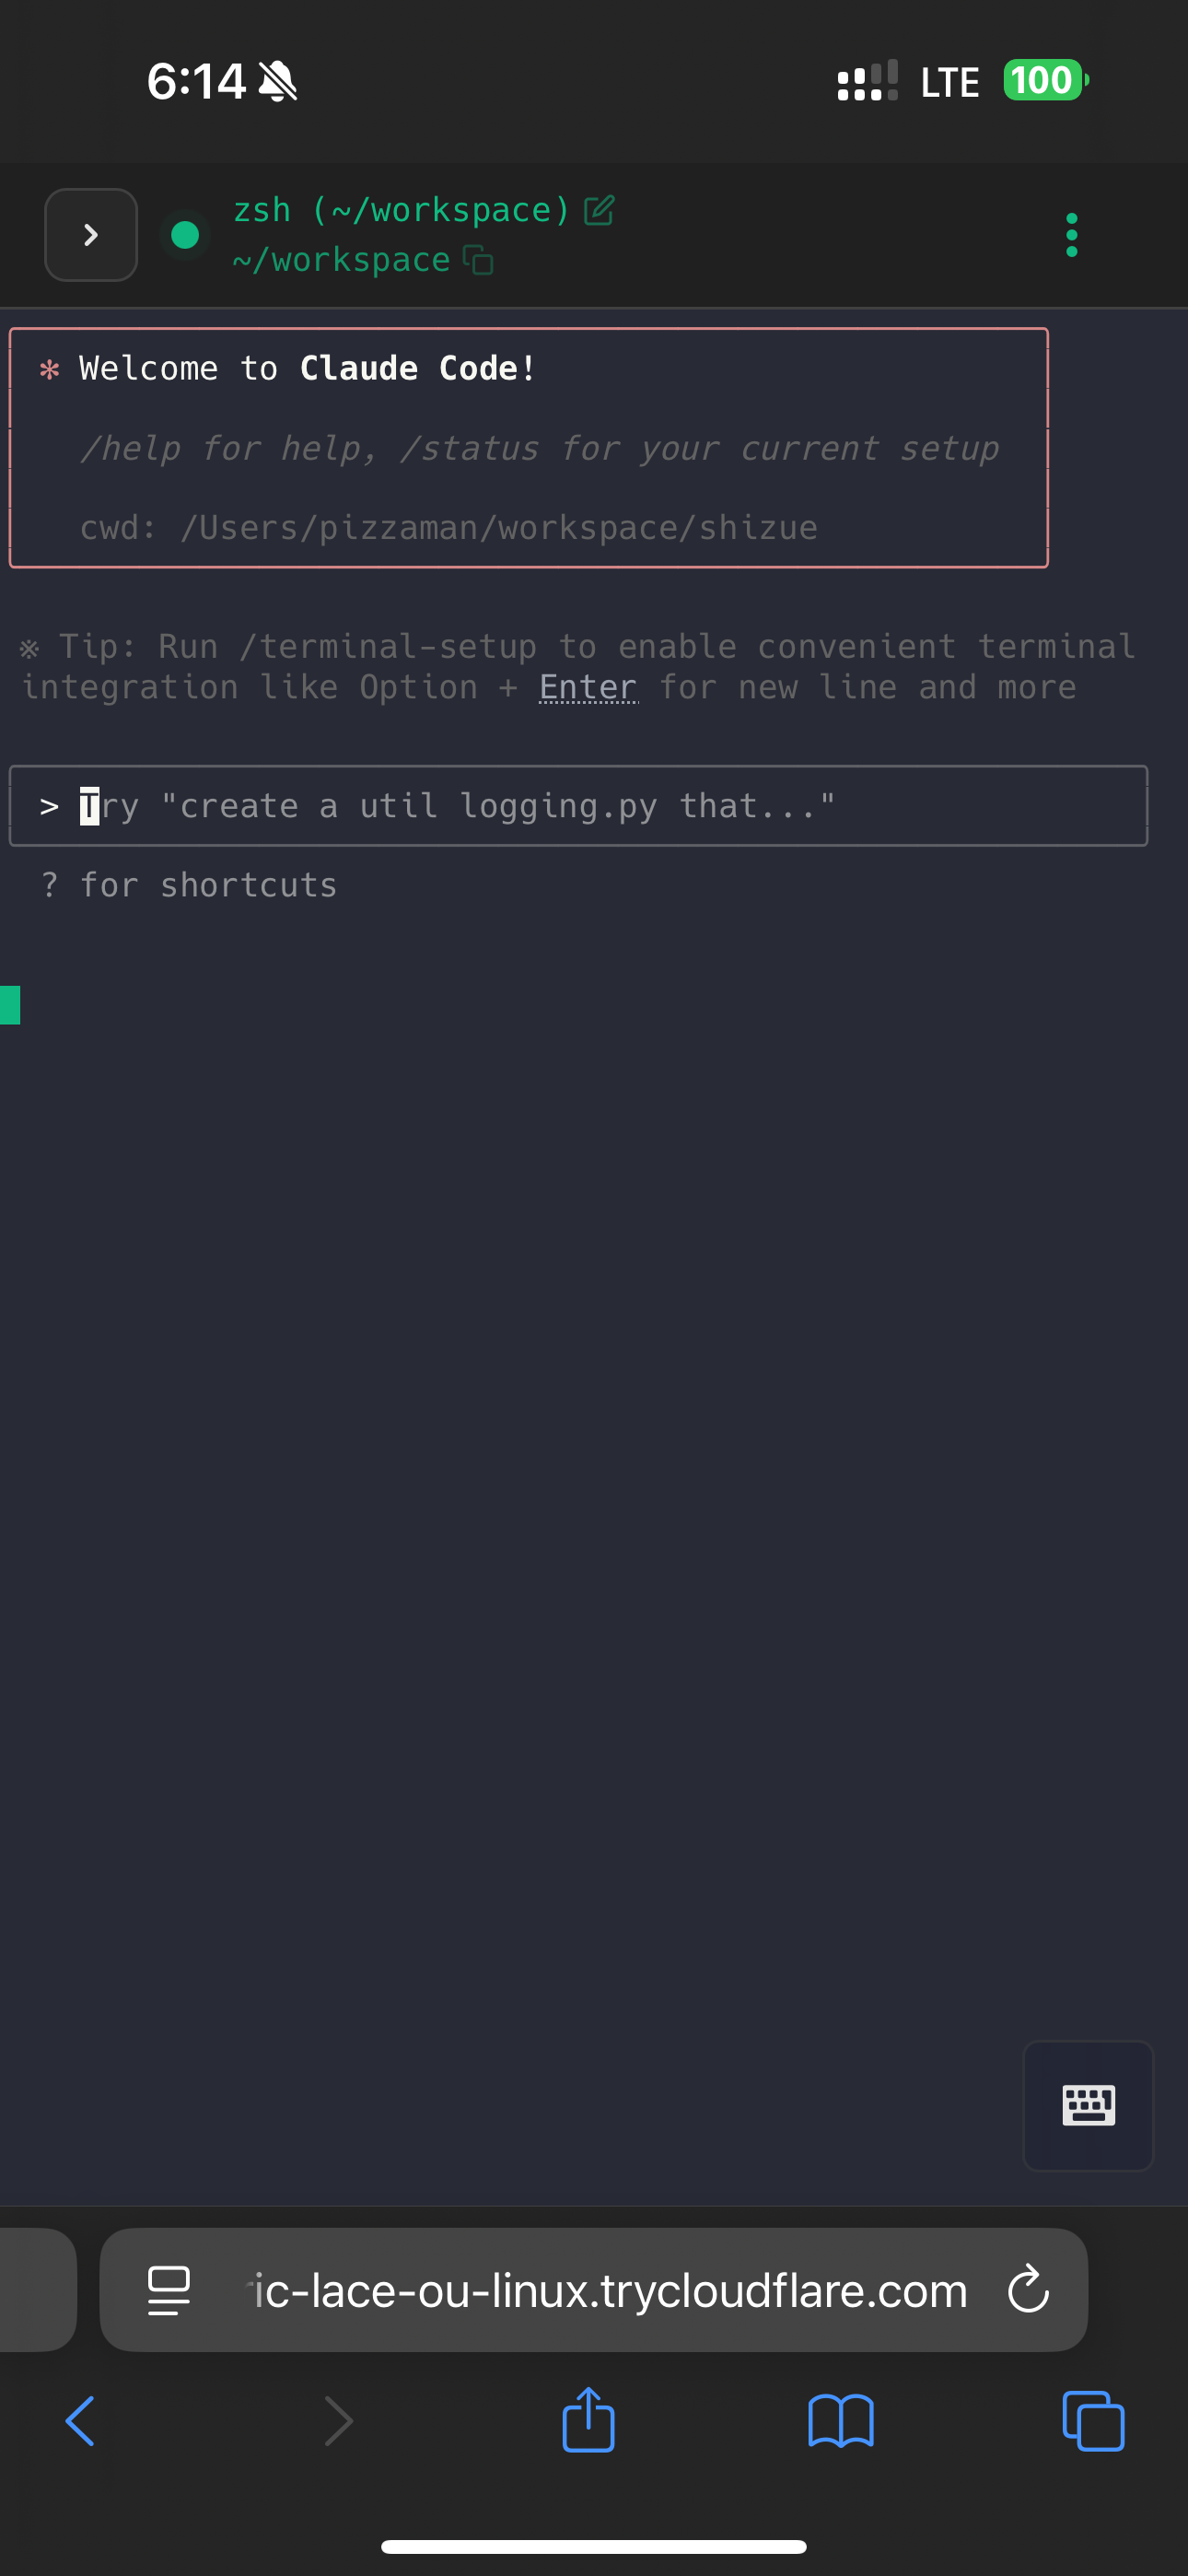 6:14
LTE 100
zsh (~/workspace)
~/workspace
✻ Welcome to Claude Code!
/help for help, /status for your current setup
cwd: /Users/pizzaman/workspace/shizue
※ Tip: Run /terminal-setup to enable convenient terminal
integration like Option + Enter for new line and more
> Try "create a util logging.py that..."
? for shortcuts
ic-lace-ou-linux.trycloudflare.com